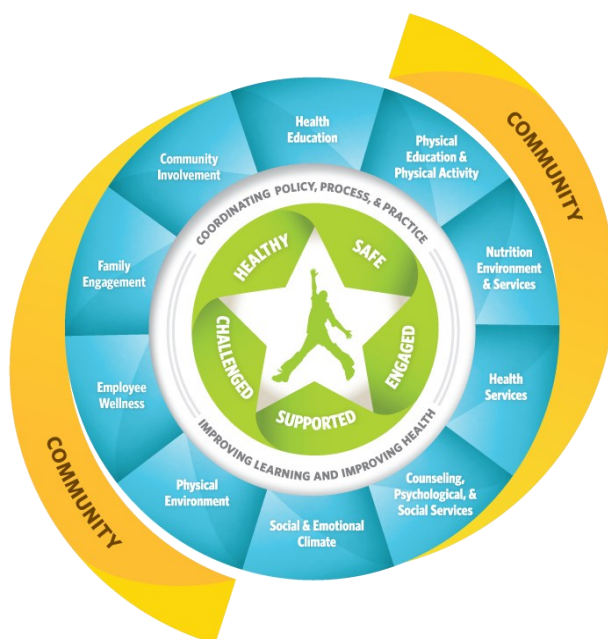 COMMUNITY
Health
Education
Physical
Education &
Physical Activity
Nutrition
Environment
& Services
Health
Services
Counseling,
Psychological, &
Social Services
Social & Emotional
Climate
Physical
Environment
Employee
Wellness
Family
Engagement
Community
Involvement
COORDINATING POLICY, PROCESS, & PRACTICE
IMPROVING LEARNING AND IMPROVING HEALTH
HEALTHY
SAFE
ENGAGED
SUPPORTED
CHALLENGED
COMMUNITY